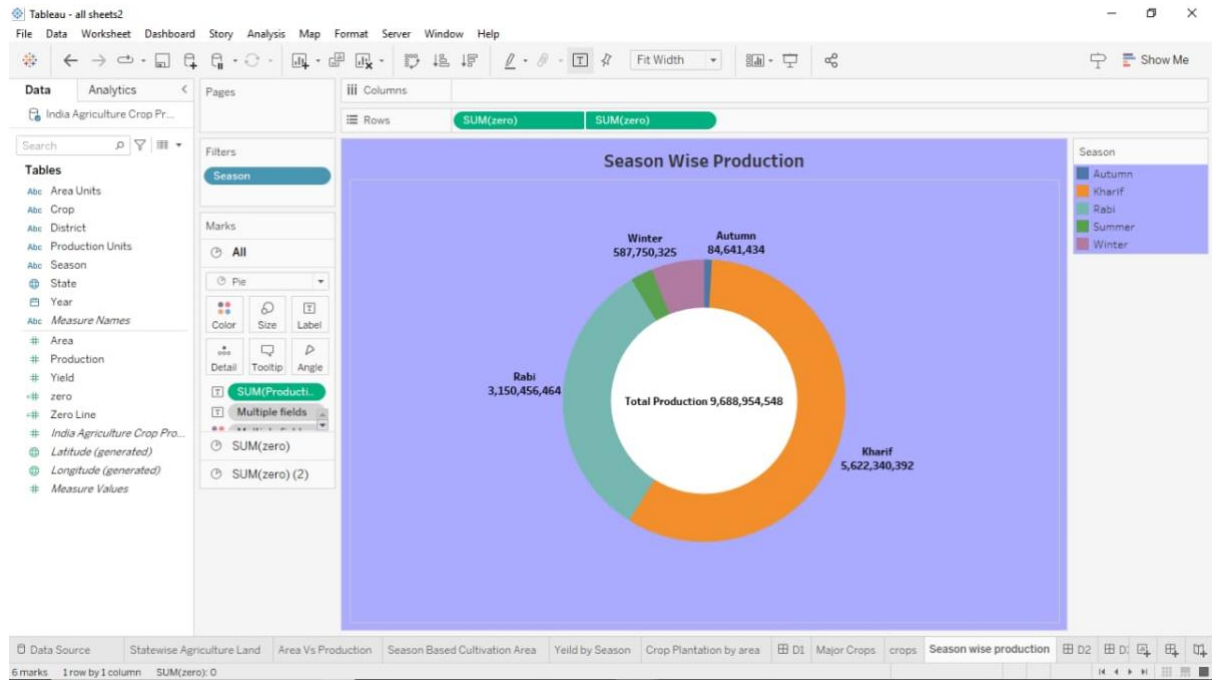 Tableau - all sheets2
File Data Worksheet Dashboard Story Analysis Map Format Server Window Help
Fit Width
Show Me
Data Analytics
India Agriculture Crop Pr...
Search
Tables
Abc Area Units
Abc Crop
Abc District
Abc Production Units
Abc Season
State
Year
Abc Measure Names
# Area
# Production
# Yield
=# zero
=# Zero Line
# India Agriculture Crop Pro...
Latitude (generated)
Longitude (generated)
# Measure Values
Pages
Filters
Season
Marks
All
Pie
Color Size Label
Detail Tooltip Angle
SUM(Producti..
Multiple fields
SUM(zero)
SUM(zero) (2)
Columns
Rows SUM(zero) SUM(zero)
Season Wise Production
Winter
587,750,325
Autumn
84,641,434
Rabi
3,150,456,464
Total Production 9,688,954,548
Kharif
5,622,340,392
Season
Autumn
Kharif
Rabi
Summer
Winter
Data Source Statewise Agriculture Land Area Vs Production Season Based Cultivation Area Yeild by Season Crop Plantation by area D1 Major Crops crops Season wise production D2 D:
6 marks 1 row by 1 column SUM(zero): 0